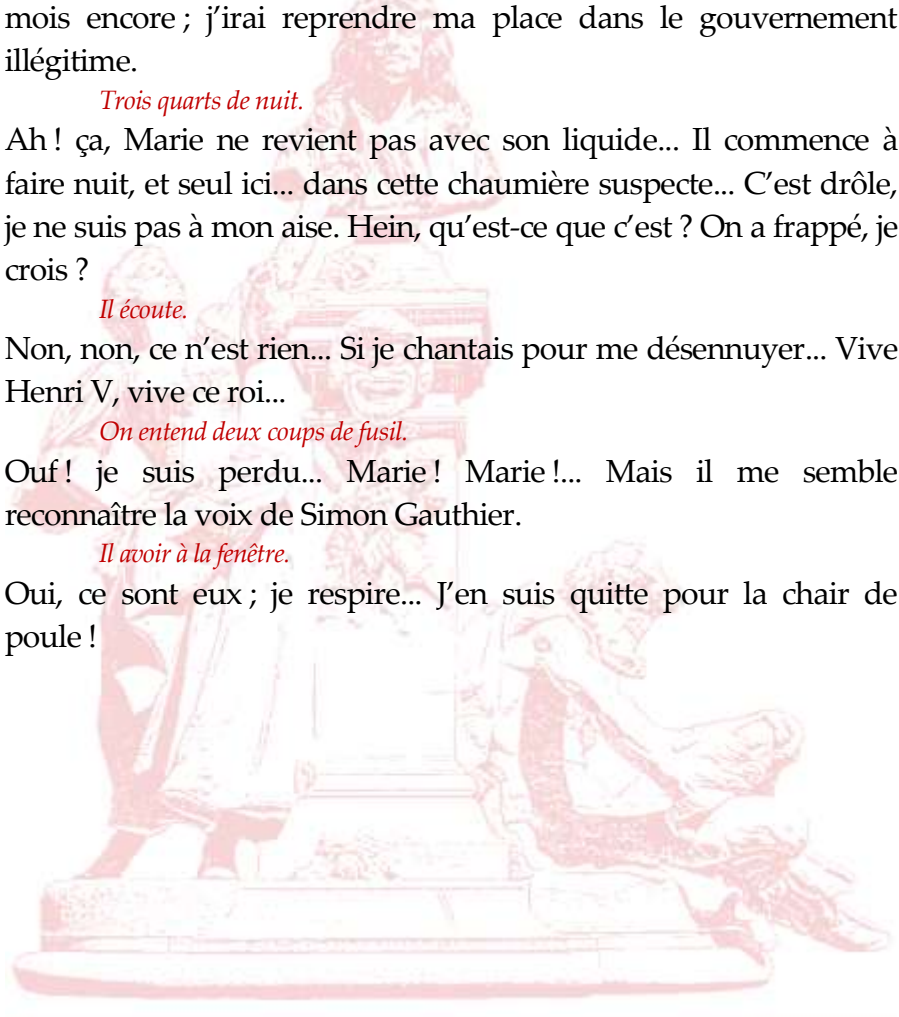 mois encore ; j’irai reprendre ma place dans le gouvernement
illégitime.
Trois quarts de nuit.
Ah ! ça, Marie ne revient pas avec son liquide... Il commence à
faire nuit, et seul ici... dans cette chaumière suspecte... C’est drôle,
je ne suis pas à mon aise. Hein, qu’est-ce que c’est ? On a frappé, je
crois ?
Il écoute.
Non, non, ce n’est rien... Si je chantais pour me désennuyer... Vive
Henri V, vive ce roi...
On entend deux coups de fusil.
Ouf ! je suis perdu... Marie ! Marie !... Mais il me semble
reconnaître la voix de Simon Gauthier.
Il avoir à la fenêtre.
Oui, ce sont eux ; je respire... J’en suis quitte pour la chair de
poule !